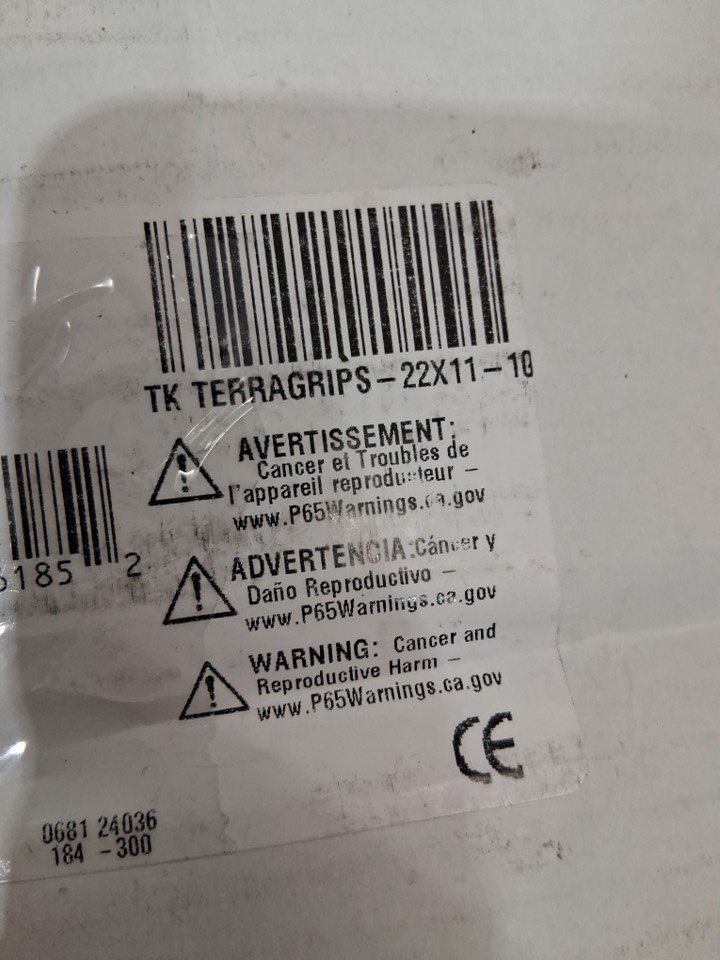 TK TERRAGRIPS-22X11-10
AVERTISSEMENT:
Cancer et Troubles de
l'appareil reproducteur -
www.P65Warnings.ca.gov
6185 2
ADVERTENCIA:Cáncer y
Daño Reproductivo -
www.P65Warnings.ca.gov
WARNING: Cancer and
Reproductive Harm -
www.P65Warnings.ca.gov
CE
0681 24036
184 -300